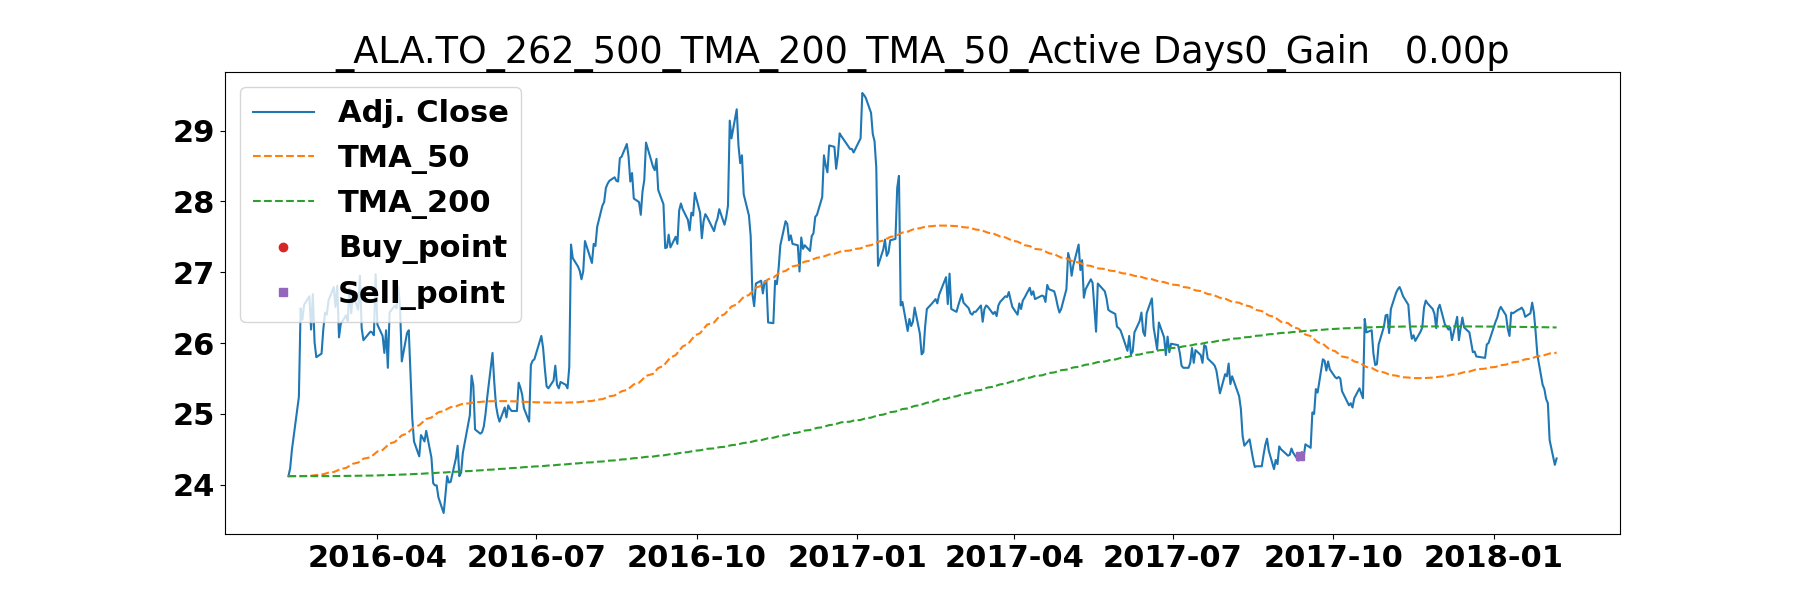 _ALA.TO_262_500_TMA_200_TMA_50_Active Days0_Gain   0.00p
Adj. Close
TMA_50
TMA_200
Buy_point
Sell_point
29
28
27
26
25
24
2016-04 2016-07 2016-10 2017-01 2017-04 2017-07 2017-10 2018-01